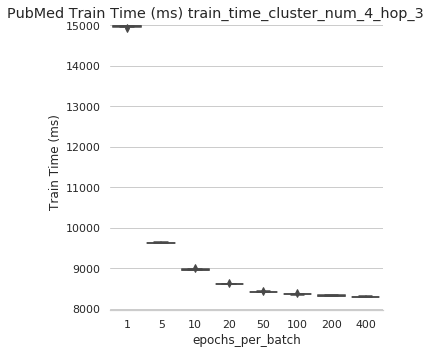 PubMed Train Time (ms) train_time_cluster_num_4_hop_3
15000
14000
13000
12000
11000
10000
9000
8000
Train Time (ms)
1 5 10 20 50 100 200 400
epochs_per_batch